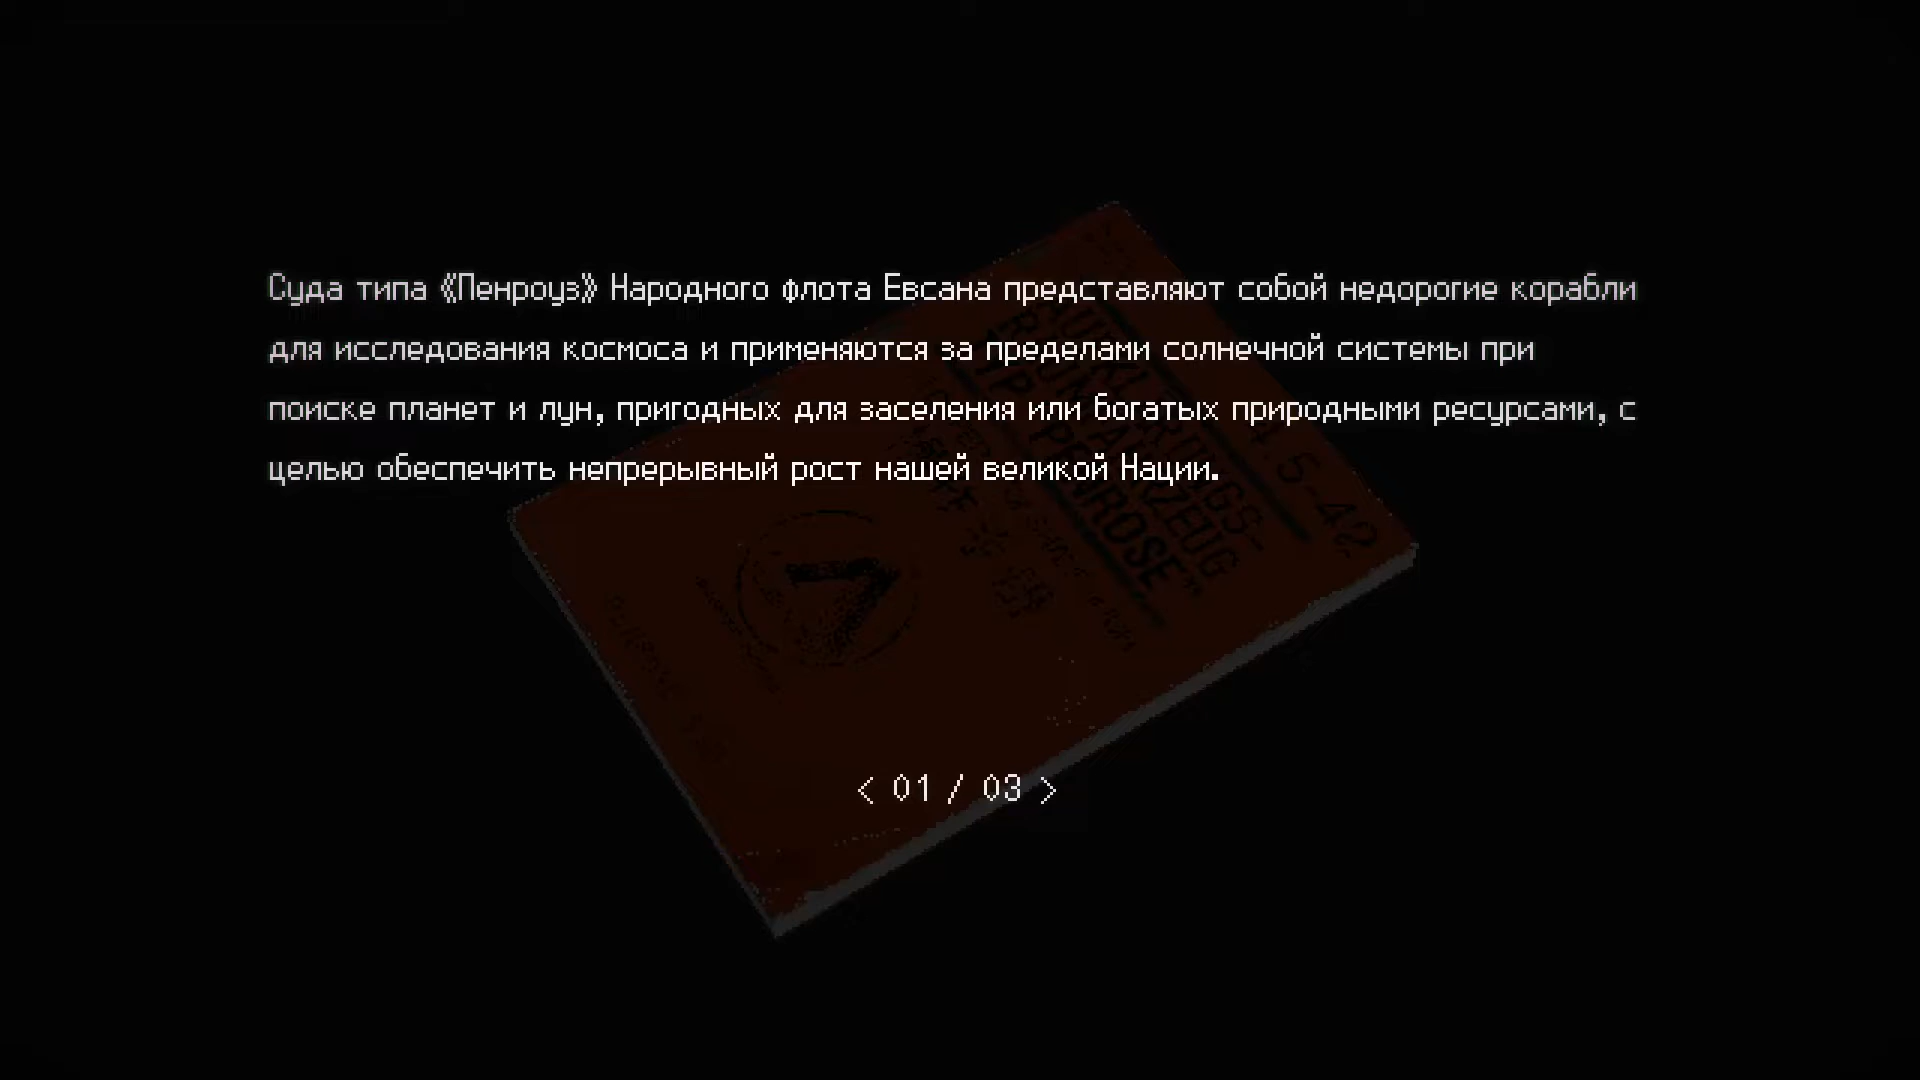 Суда типа 《Пенроуз》 Народного флота Евсана представляют собой недорогие корабли
для исследования космоса и применяются за пределами солнечной системы при
поиске планет и лун, пригодных для заселения или богатых природными ресурсами, с
целью обеспечить непрерывный рост нашей великой Нации.
PENROSE"
< 01 / 03 >